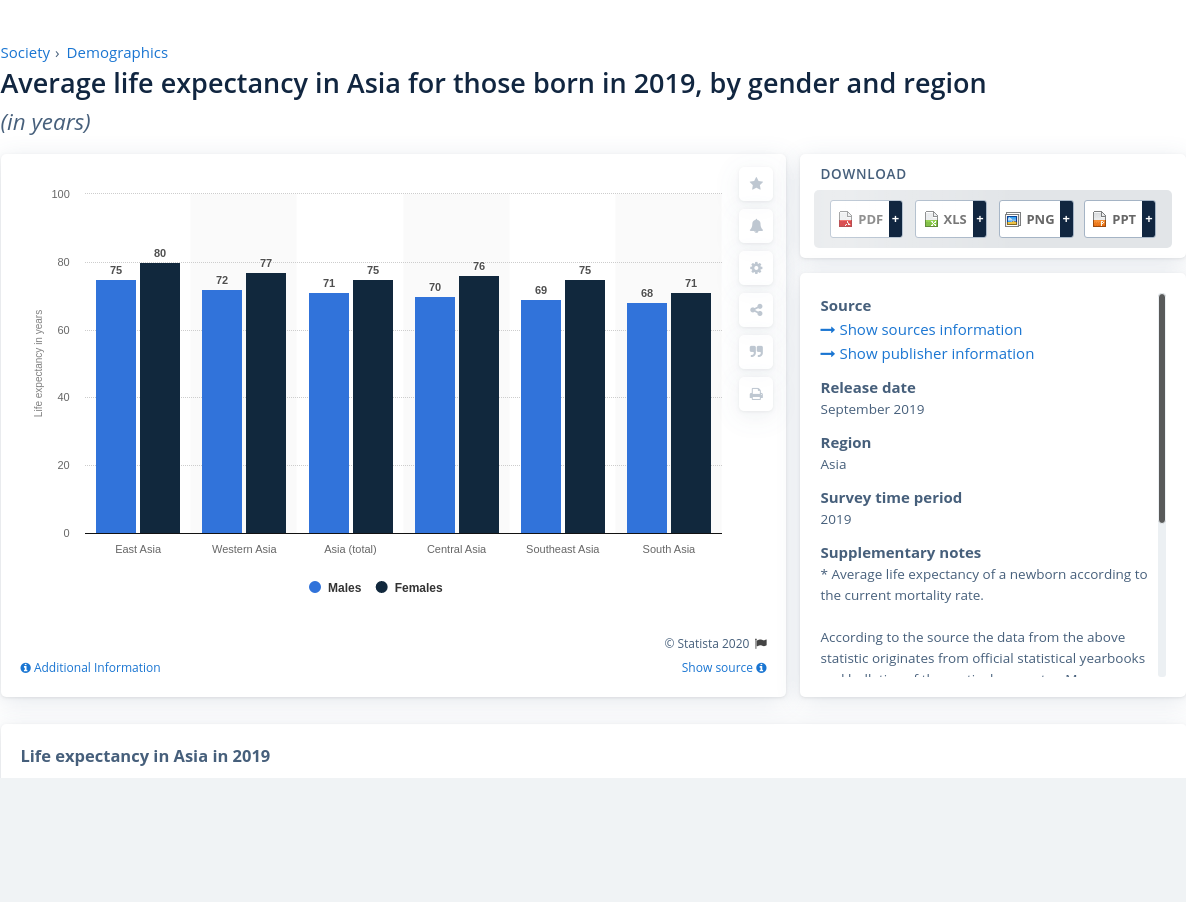 Society › Demographics
Average life expectancy in Asia for those born in 2019, by gender and region
(in years)
100
80
60
40
20
0
Life expectancy in years
75
80
72
77
71
75
70
76
69
75
68
71
East Asia
Western Asia
Asia (total)
Central Asia
Southeast Asia
South Asia
Males
Females
© Statista 2020
Additional Information
Show source
DOWNLOAD
PDF +
XLS +
PNG +
PPT +
Source
Show sources information
Show publisher information
Release date
September 2019
Region
Asia
Survey time period
2019
Supplementary notes
* Average life expectancy of a newborn according to
the current mortality rate.
According to the source the data from the above
statistic originates from official statistical yearbooks
Life expectancy in Asia in 2019